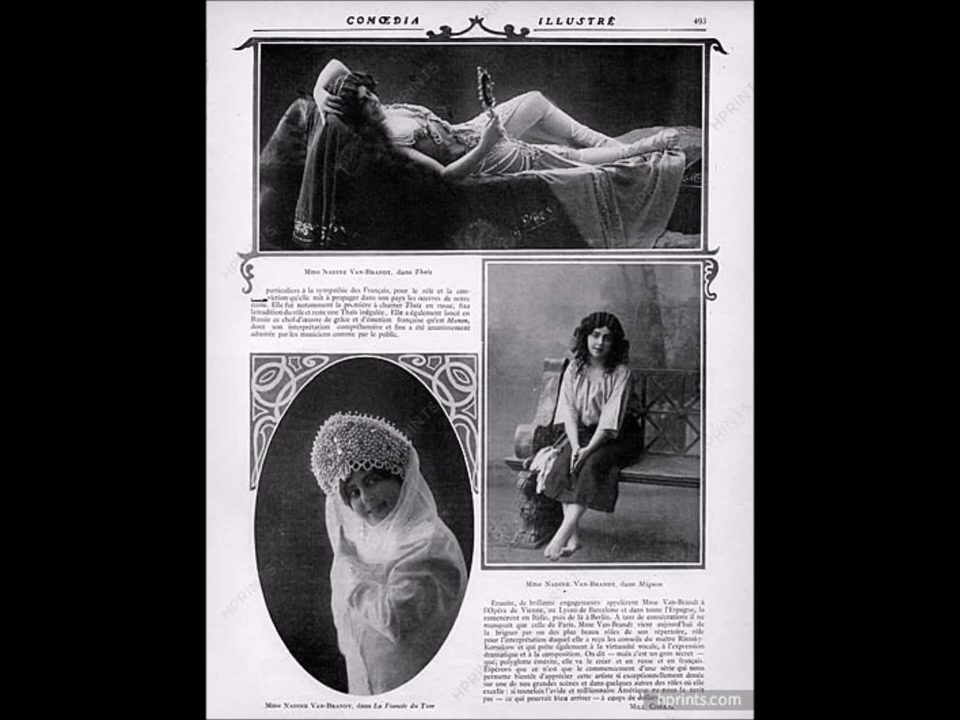 COMŒDIA ILLUSTRÉ 495
Mme NADINE VAN-BRANDT, dans Thaïs
particuliers à la sympathie des Français, pour le zèle et la con-
viction qu'elle mit à propager dans son pays les œuvres de notre
école. Elle fut notamment la première à chanter Thaïs en russe, fixa
la tradition du rôle et reste une Thaïs inégalée. Elle a également lancé en
Russie ce chef-d'œuvre de grâce et d'émotion française qu'est Manon,
dont son interprétation compréhensive et fine a été unanimement
admirée par les musiciens comme par le public.
Mme NADINE VAN-BRANDT, dans Mignon
Mme NADINE VAN-BRANDT, dans La Fiancée du Tsar
Ensuite, de brillants engagements appelèrent Mme Van-Brandt à
l'Opéra de Vienne, au Lyceo de Barcelone et dans toute l'Espagne, la
ramenèrent en Italie, puis de là à Berlin. A tant de consécrations il ne
manquait que celle de Paris. Mme Van-Brandt vient aujourd'hui de
la briguer par un des plus beaux rôles de son répertoire, rôle
pour l'interprétation duquel elle a reçu les conseils du maître Rimsky-
Korsakow et qui prête également à la virtuosité vocale, à l'expression
dramatique et à la composition. On dit — mais c'est un gros secret —
que, polyglotte émérite, elle va le créer et en russe et en français.
Espérons que ce n'est que le commencement d'une série qui nous
permette bientôt d'apprécier cette artiste si exceptionnellement douée
sur une de nos grandes scènes et dans quelques autres des rôles où elle
excelle : si toutefois l'avide et millionnaire Amérique ne nous la ravit
pas — ce qui pourrait bien arriver — à coups de dollars
hprints.com
HPRINTS